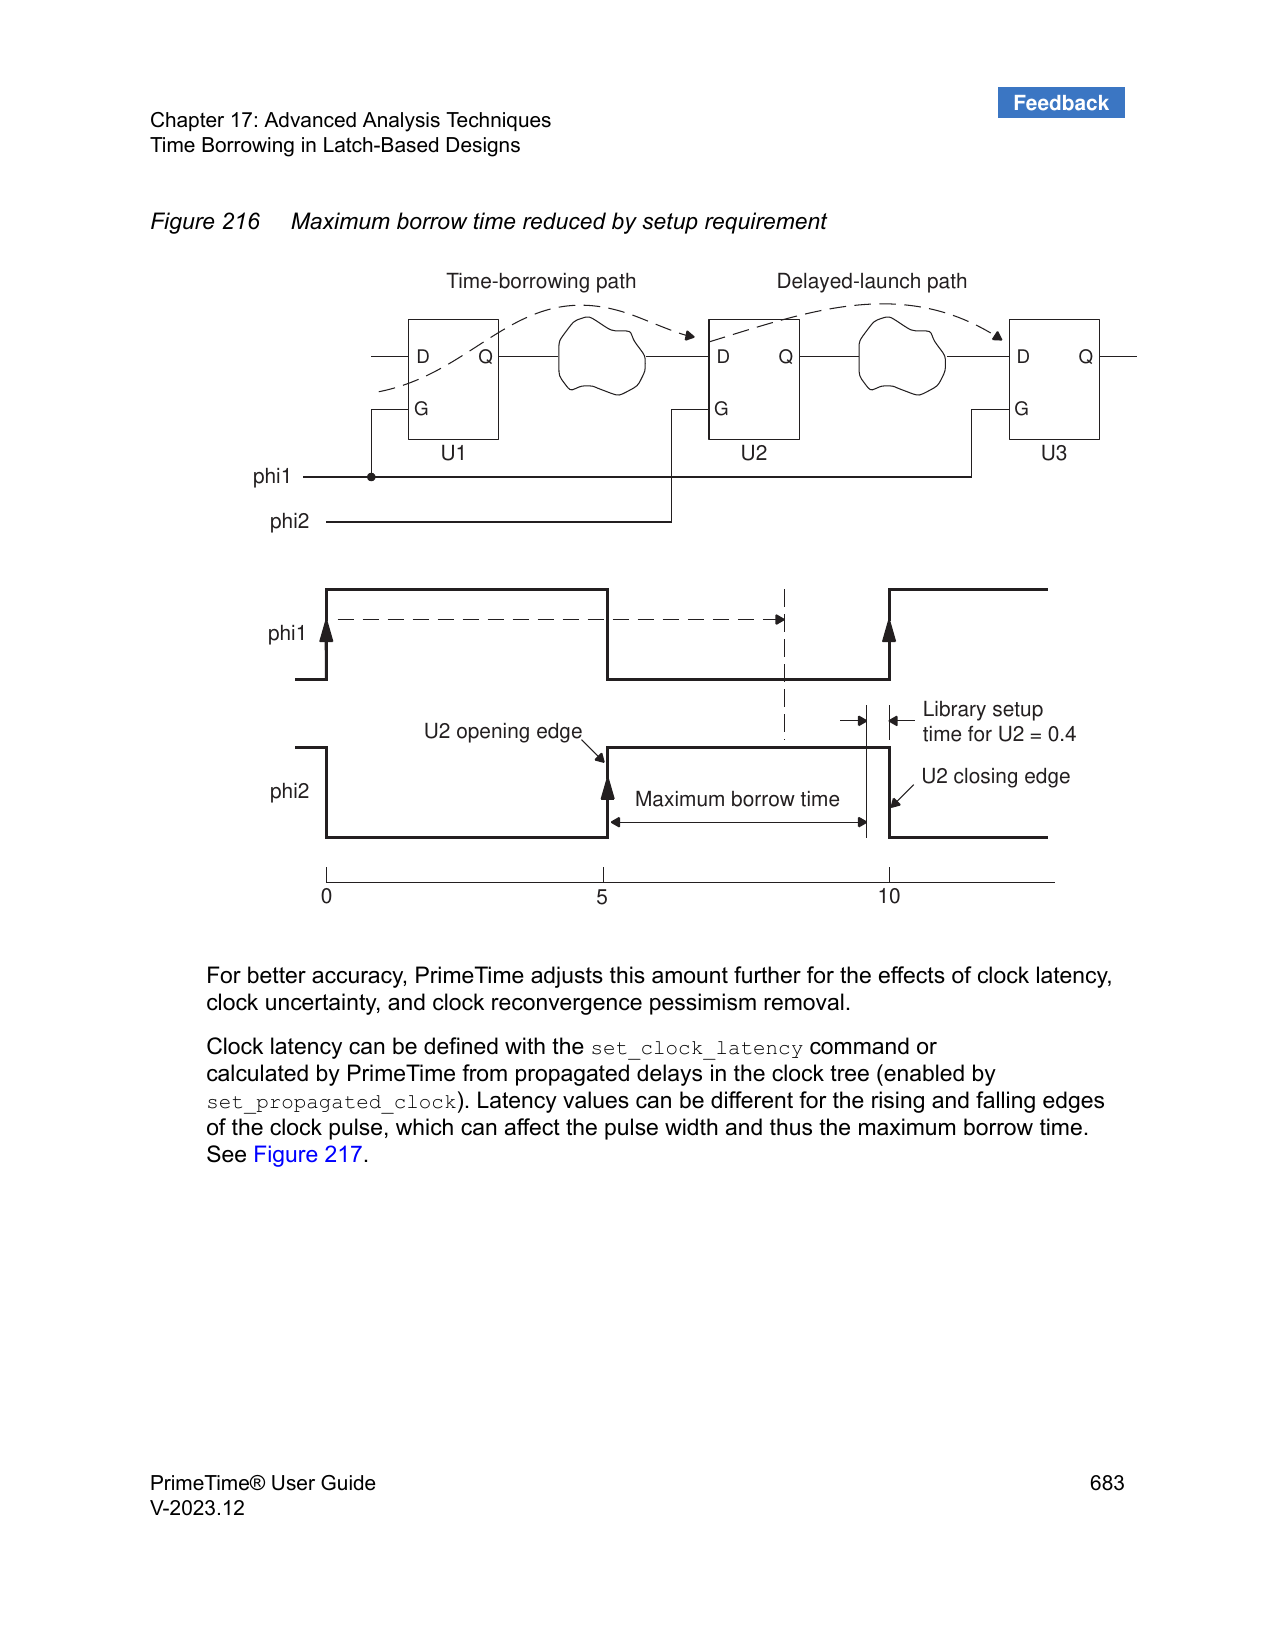 Feedback
Chapter 17: Advanced Analysis Techniques
Time Borrowing in Latch-Based Designs
Figure 216 Maximum borrow time reduced by setup requirement
Time-borrowing path Delayed-launch path
D Q D Q D Q
G G G
U1 U2 U3
phi1
phi2
phi1
Library setup
time for U2 = 0.4
U2 opening edge
U2 closing edge
phi2
Maximum borrow time
0 5 10
For better accuracy, PrimeTime adjusts this amount further for the effects of clock latency,
clock uncertainty, and clock reconvergence pessimism removal.
Clock latency can be defined with the set_clock_latency command or
calculated by PrimeTime from propagated delays in the clock tree (enabled by
set_propagated_clock). Latency values can be different for the rising and falling edges
of the clock pulse, which can affect the pulse width and thus the maximum borrow time.
See Figure 217.
PrimeTime® User Guide 683
V-2023.12